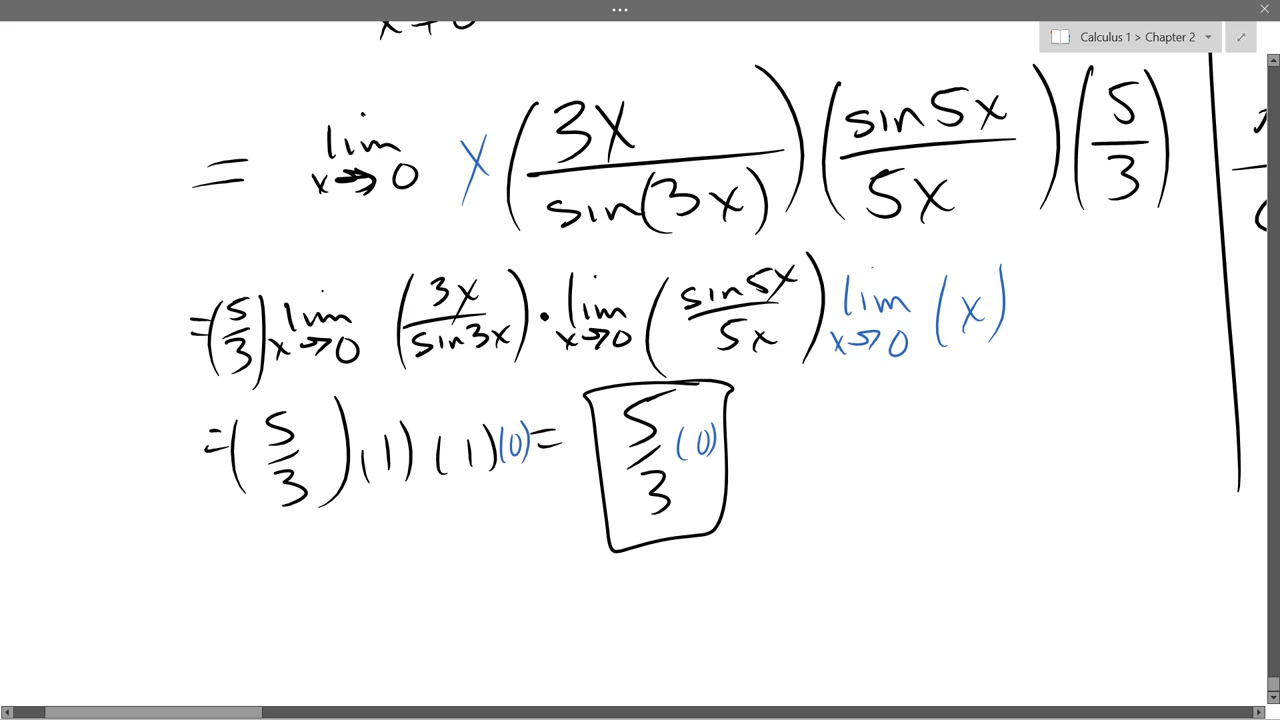 x→0
Calculus 1 > Chapter 2
= lim x→0 x (3x / sin(3x)) (sin5x / 5x) (5/3)
= (5/3) lim x→0 (3x / sin3x) · lim x→0 (sin5x / 5x) lim x→0 (x)
= (5/3) (1) (1) (0) = 5/3 (0)